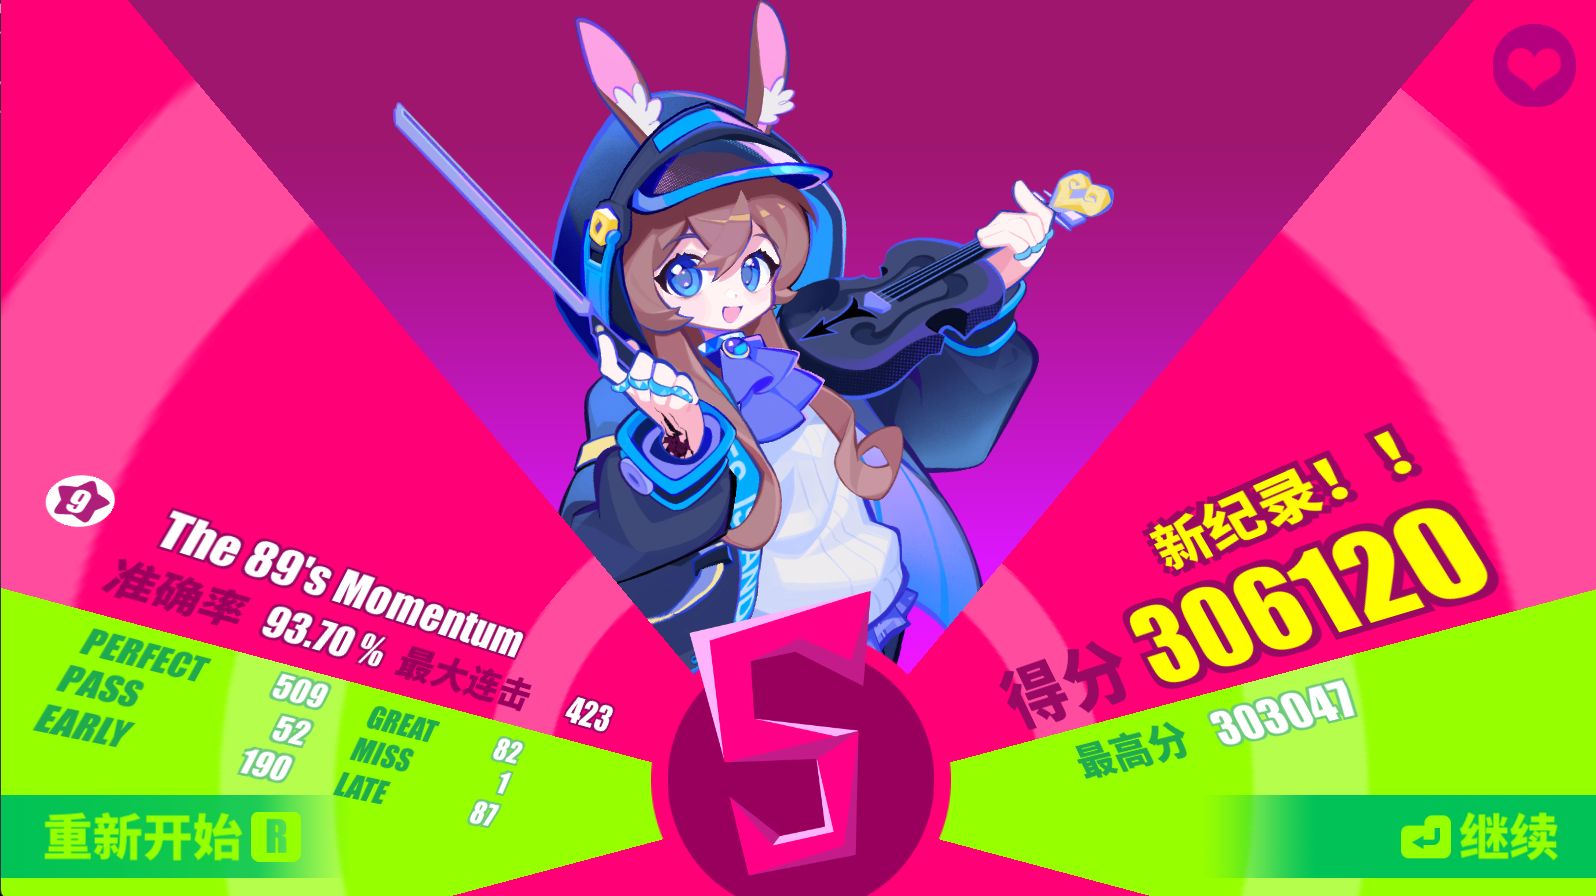 9
The 89's Momentum
准确率 93.70 % 最大连击 423
PERFECT 509 GREAT 82
PASS 52 MISS 1
EARLY 190 LATE 87
重新开始 R
S
新纪录！！
得分 306120
最高分 303047
继续